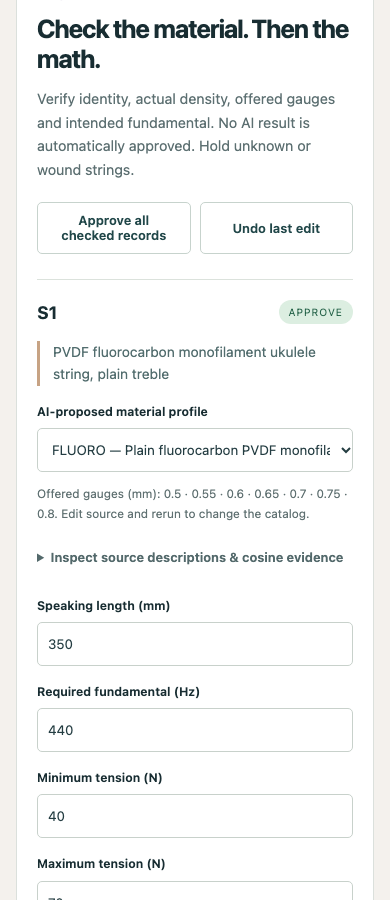 Check the material. Then the
math.
Verify identity, actual density, offered gauges
and intended fundamental. No AI result is
automatically approved. Hold unknown or
wound strings.
Approve all
checked records
Undo last edit
S1
APPROVE
PVDF fluorocarbon monofilament ukulele
string, plain treble
AI-proposed material profile
FLUORO — Plain fluorocarbon PVDF monofila
Offered gauges (mm): 0.5 · 0.55 · 0.6 · 0.65 · 0.7 · 0.75 ·
0.8. Edit source and rerun to change the catalog.
Inspect source descriptions & cosine evidence
Speaking length (mm)
350
Required fundamental (Hz)
440
Minimum tension (N)
40
Maximum tension (N)